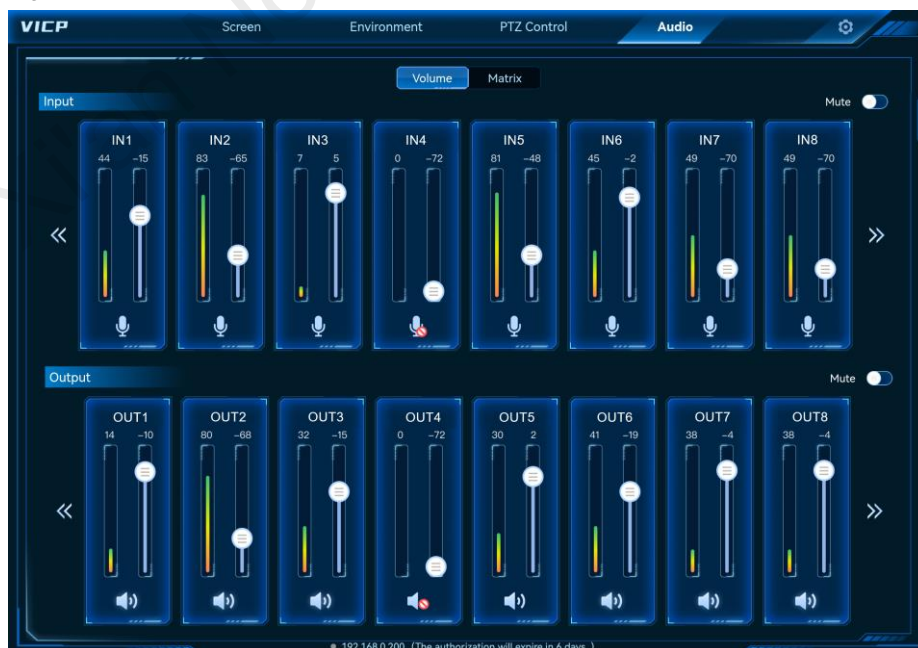 VICP Screen Environment PTZ Control Audio
Volume Matrix
Input Mute
IN1 IN2 IN3 IN4 IN5 IN6 IN7 IN8
44 -15 83 -65 7 5 0 -72 81 -48 45 -2 49 -70 49 -70
Output Mute
OUT1 OUT2 OUT3 OUT4 OUT5 OUT6 OUT7 OUT8
14 -10 80 -68 32 -15 0 -72 30 2 41 -19 38 -4 38 -4
192.168.0.200 (The authorization will expire in 6 days. )